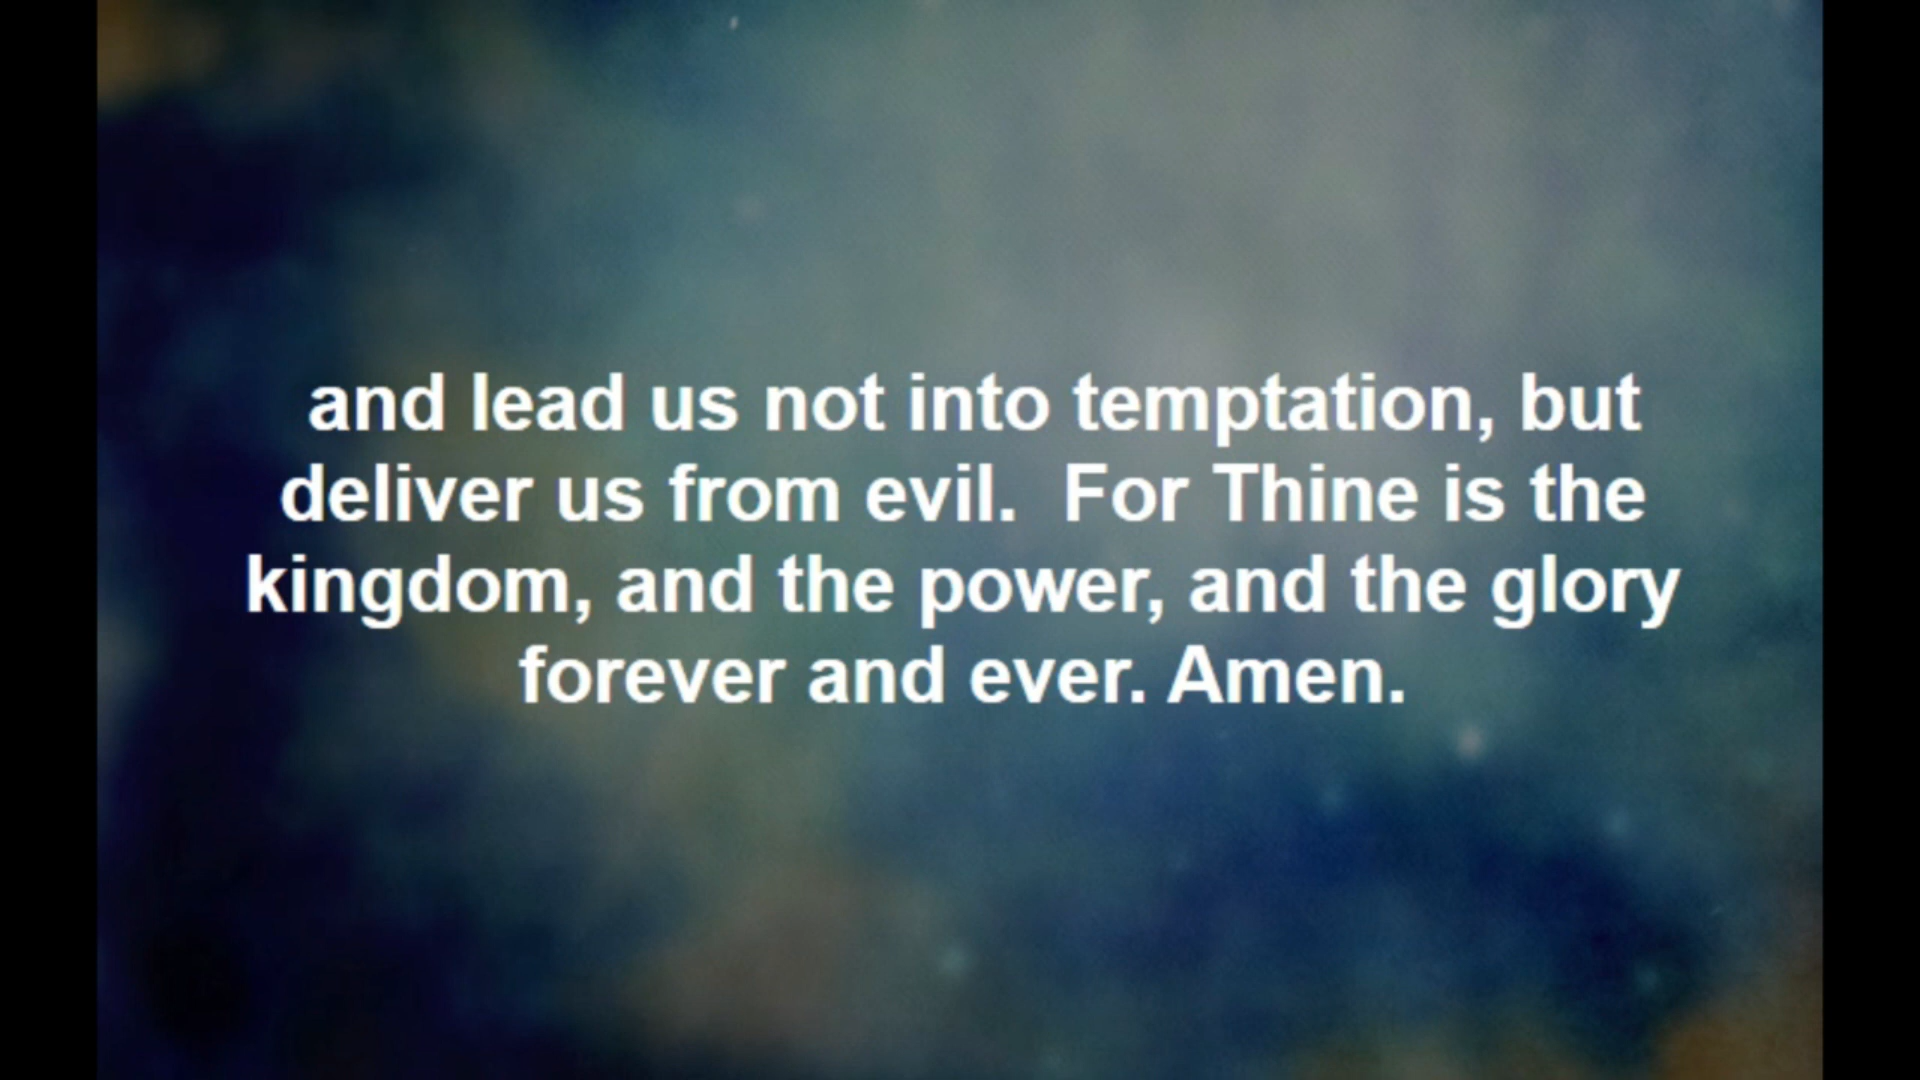 and lead us not into temptation, but
deliver us from evil.  For Thine is the
kingdom, and the power, and the glory
forever and ever. Amen.